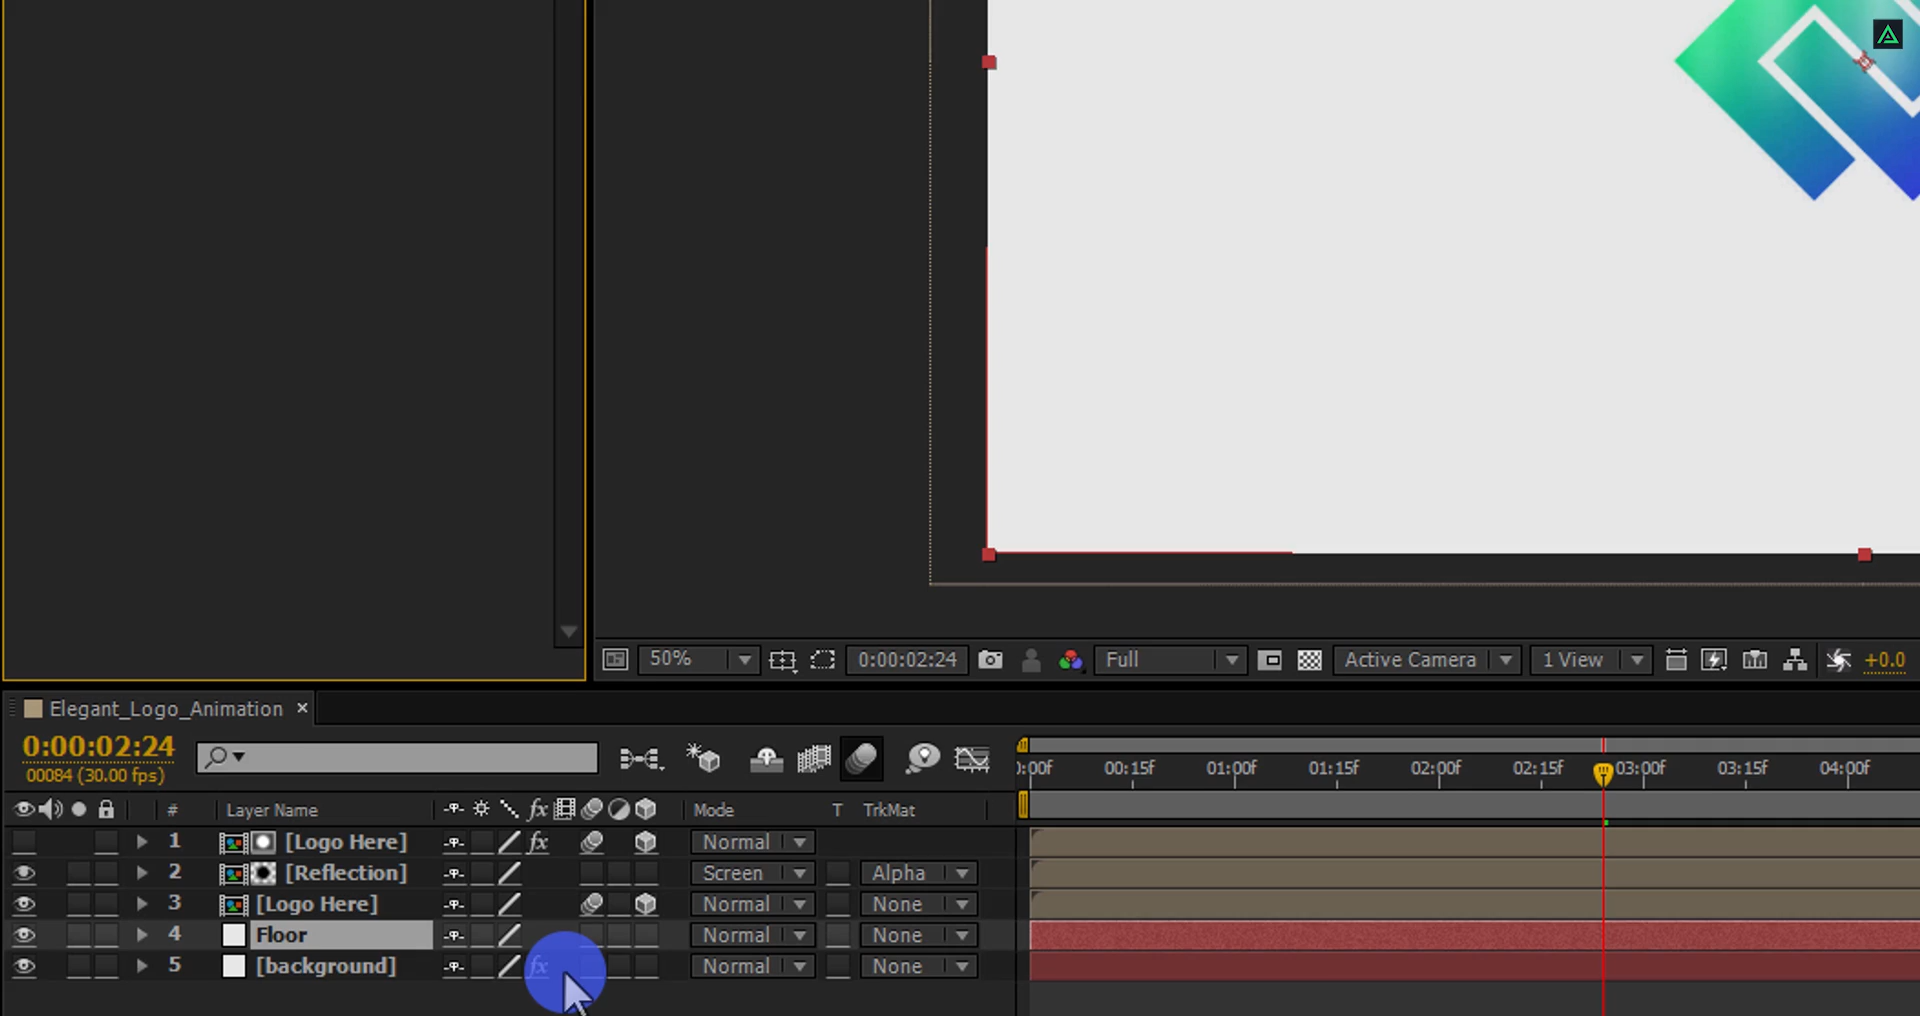 50% 0:00:02:24 Full Active Camera 1 View +0.0
Elegant_Logo_Animation ×
0:00:02:24
00084 (30.00 fps)
:00f 00:15f 01:00f 01:15f 02:00f 02:15f 03:00f 03:15f 04:00f
# Layer Name fx Mode T TrkMat
1 [Logo Here] fx Normal
2 [Reflection] Screen Alpha
3 [Logo Here] Normal None
4 Floor Normal None
5 [background] fx Normal None